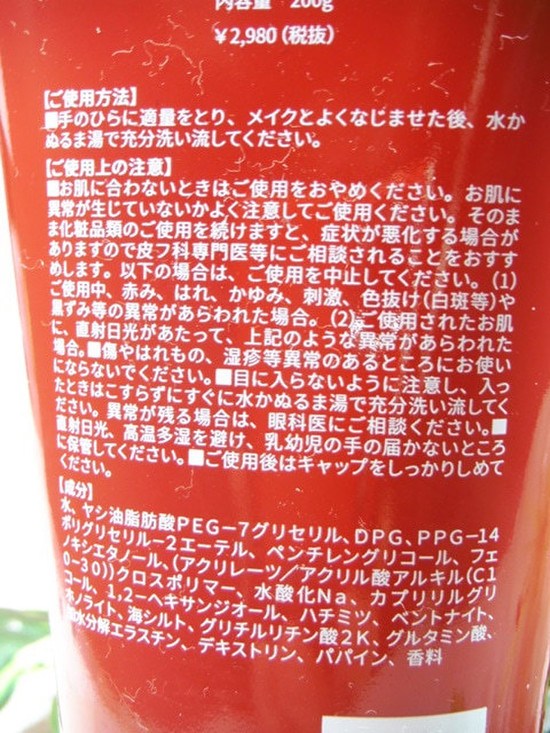 内容量 200g
￥2,980（税抜）
【ご使用方法】
■手のひらに適量をとり、メイクとよくなじませた後、水か
ぬるま湯で充分洗い流してください。
【ご使用上の注意】
■お肌に合わないときはご使用をおやめください。お肌に
異常が生じていないかよく注意してご使用ください。そのま
ま化粧品類のご使用を続けますと、症状が悪化する場合が
ありますので皮フ科専門医等にご相談されることをおすす
めします。以下の場合は、ご使用を中止してください。（1）
ご使用中、赤み、はれ、かゆみ、刺激、色抜け（白斑等）や
黒ずみ等の異常があらわれた場合。（2）ご使用されたお肌
に、直射日光があたって、上記のような異常があらわれた
場合。■傷やはれもの、湿疹等異常のあるところにお使い
にならないでください。■目に入らないように注意し、入っ
たときはこすらずにすぐに水かぬるま湯で充分洗い流してく
ださい。異常が残る場合は、眼科医にご相談ください。■
直射日光、高温多湿を避け、乳幼児の手の届かないところ
に保管してください。■ご使用後はキャップをしっかりしめて
ください。
【成分】
水、ヤシ油脂肪酸PEG－7グリセリル、DPG、PPG－14
ポリグリセリル－2エーテル、ペンチレングリコール、フェ
ノキシエタノール、（アクリレーツ／アクリル酸アルキル（C1
0－30））クロスポリマー、水酸化Na、カプリリルグリ
コール、1，2－ヘキサンジオール、ハチミツ、ベントナイト、
ホノライト、海シルト、グリチルリチン酸2K、グルタミン酸、
加水分解エラスチン、デキストリン、パパイン、香料